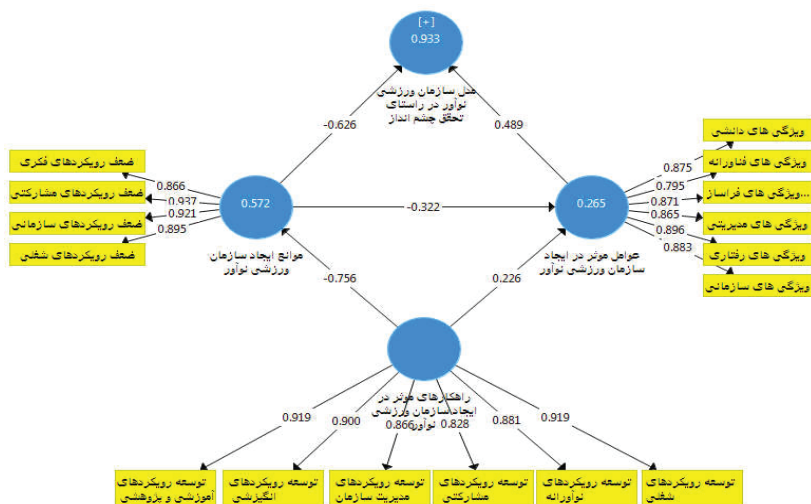 [+]
0.933
مدل سازمان ورزشی
نوآور در راستای
تحقق چشم انداز
-0.626
0.489
ضعف رویکردهای فکری
ضعف رویکردهای مشارکتی
ضعف رویکردهای سازمانی
ضعف رویکردهای شغلی
0.866
0.937
0.921
0.895
0.572
موانع ایجاد سازمان
ورزشی نوآور
-0.322
0.265
عوامل موثر در ایجاد
سازمان ورزشی نوآور
0.875
0.795
0.871
0.865
0.896
0.883
ویژگی های دانشی
ویژگی های فناورانه
ویژگی های فراساز...
ویژگی های مدیریتی
ویژگی های رفتاری
ویژگی های سازمانی
-0.756
0.226
راهکارهای موثر در
ایجاد سازمان ورزشی
نوآور
0.919
0.900
0.866
0.828
0.881
0.919
توسعه رویکردهای
آموزشی و پژوهشی
توسعه رویکردهای
انگیزشی
توسعه رویکردهای
مدیریت سازمان
توسعه رویکردهای
مشارکتی
توسعه رویکردهای
نوآورانه
توسعه رویکردهای
شغلی